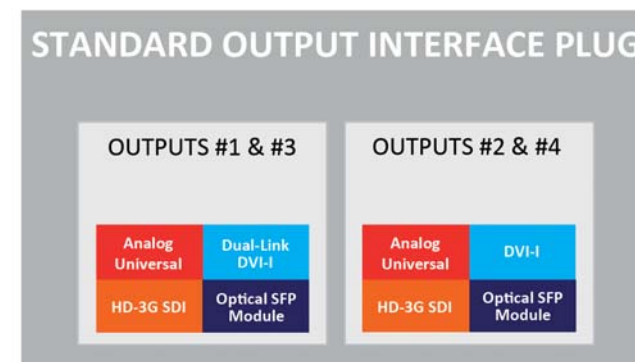 STANDARD OUTPUT INTERFACE PLUG
OUTPUTS #1 & #3
Analog
Universal
Dual-Link
DVI-I
HD-3G SDI
Optical SFP
Module
OUTPUTS #2 & #4
Analog
Universal
DVI-I
HD-3G SDI
Optical SFP
Module